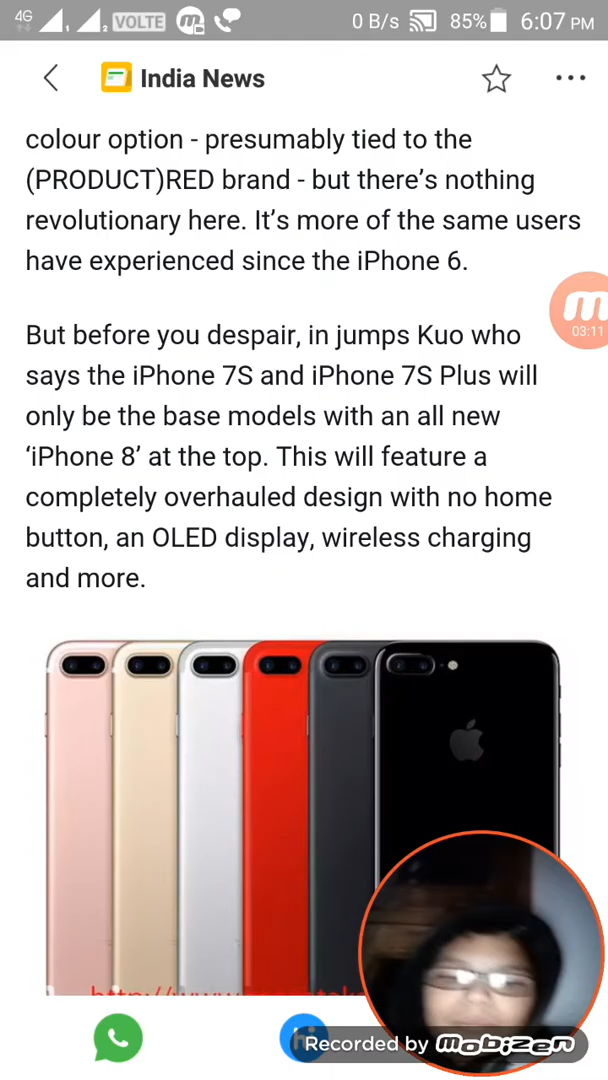 4G 1 2 VOLTE 0 B/s 85% 6:07 PM
India News
colour option - presumably tied to the
(PRODUCT)RED brand - but there’s nothing
revolutionary here. It’s more of the same users
have experienced since the iPhone 6.
03:11
But before you despair, in jumps Kuo who
says the iPhone 7S and iPhone 7S Plus will
only be the base models with an all new
‘iPhone 8’ at the top. This will feature a
completely overhauled design with no home
button, an OLED display, wireless charging
and more.
Recorded by mobizen